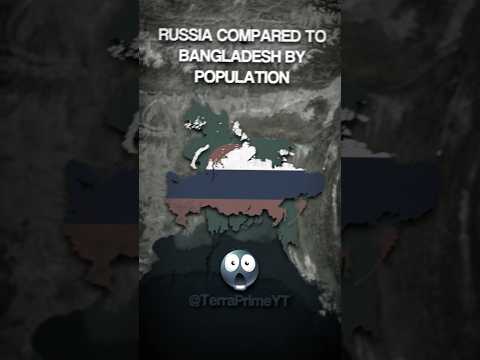 RUSSIA COMPARED TO
BANGLADESH BY
POPULATION
@TerraPrimeYT